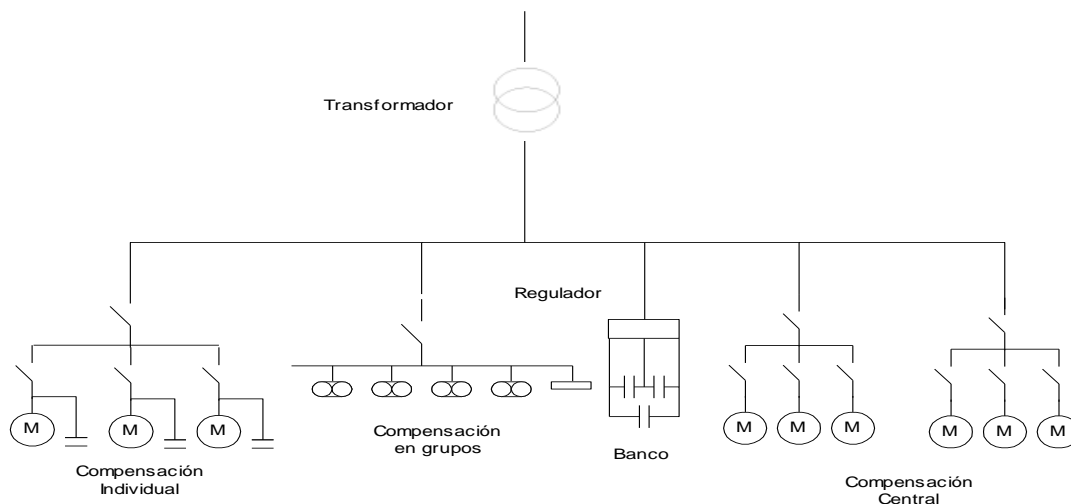 Transformador
Regulador
M
M
M
M
M
M
M
M
M
Compensación
en grupos
Banco
Compensación
Individual
Compensación
Central